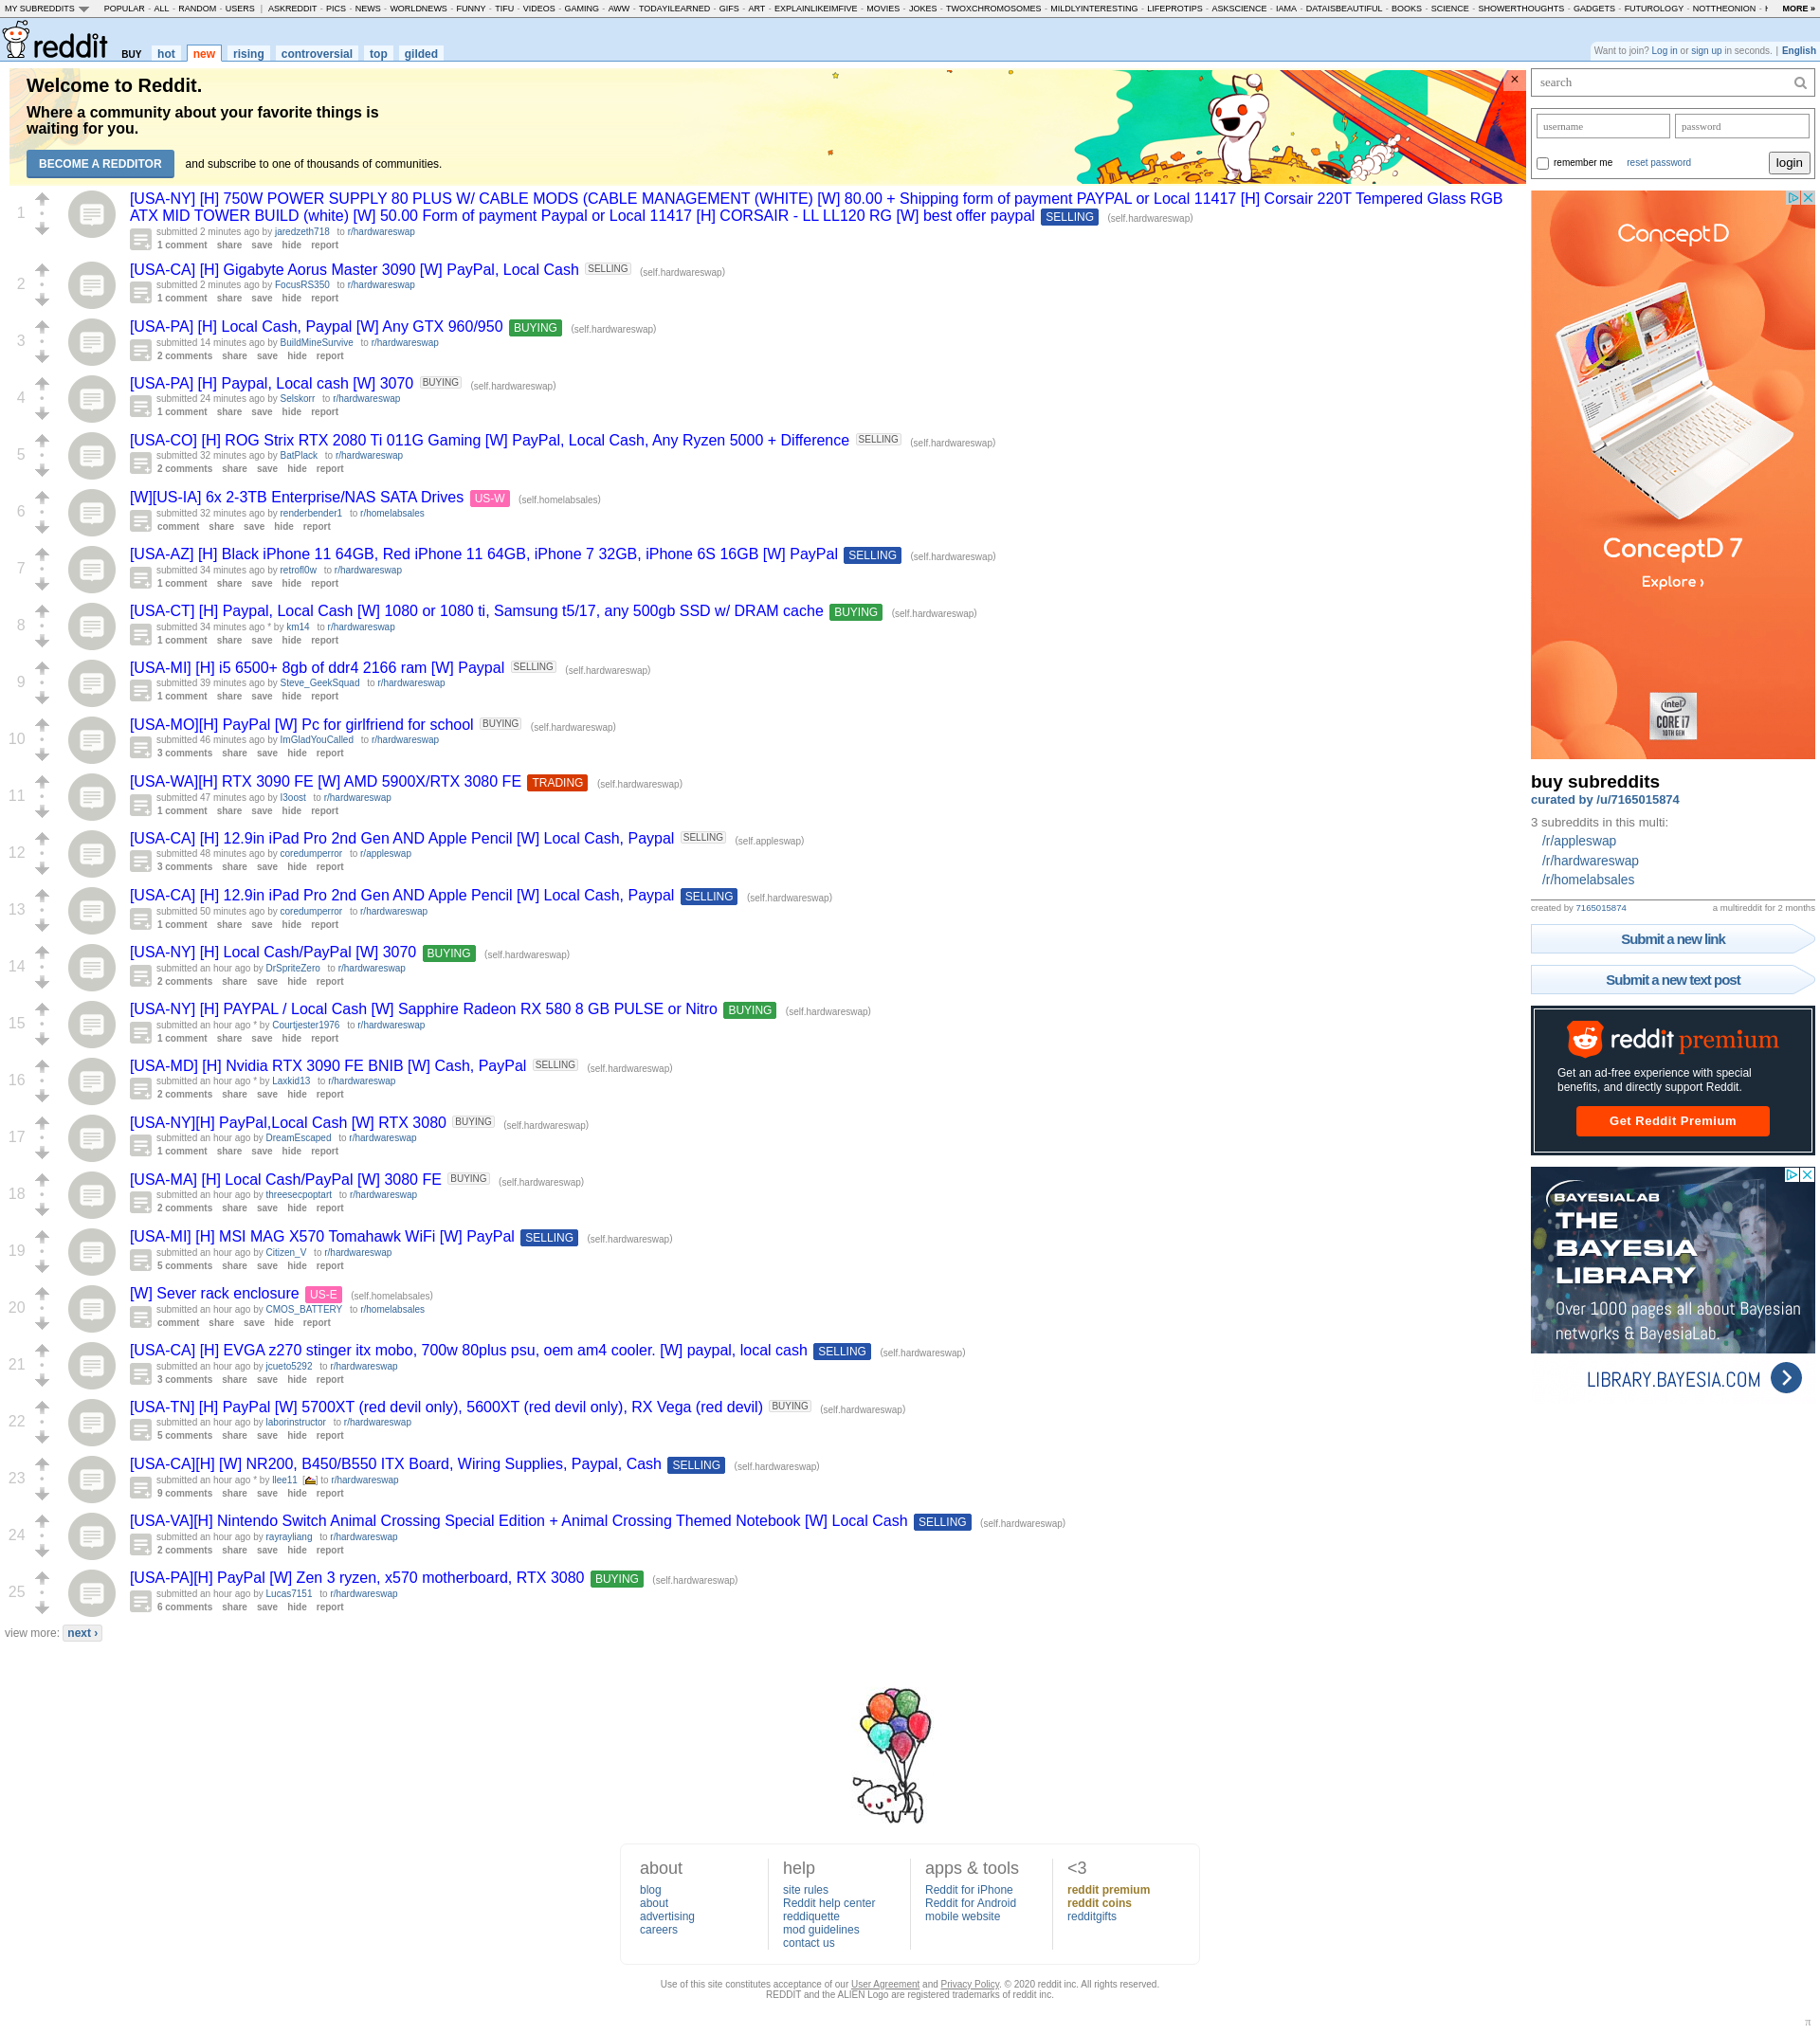 MY SUBREDDITS POPULAR - ALL - RANDOM - USERS | ASKREDDIT - PICS - NEWS - WORLDNEWS - FUNNY - TIFU - VIDEOS - GAMING - AWW - TODAYILEARNED - GIFS - ART - EXPLAINLIKEIMFIVE - MOVIES - JOKES - TWOXCHROMOSOMES - MILDLYINTERESTING - LIFEPROTIPS - ASKSCIENCE - IAMA - DATAISBEAUTIFUL - BOOKS - SCIENCE - SHOWERTHOUGHTS - GADGETS - FUTUROLOGY - NOTTHEONION - MORE »
reddit BUY hot new rising controversial top gilded
Want to join? Log in or sign up in seconds. | English
Welcome to Reddit.
Where a community about your favorite things is
waiting for you.
BECOME A REDDITOR and subscribe to one of thousands of communities.
1
[USA-NY] [H] 750W POWER SUPPLY 80 PLUS W/ CABLE MODS (CABLE MANAGEMENT (WHITE) [W] 80.00 + Shipping form of payment PAYPAL or Local 11417 [H] Corsair 220T Tempered Glass RGB
ATX MID TOWER BUILD (white) [W] 50.00 Form of payment Paypal or Local 11417 [H] CORSAIR - LL LL120 RG [W] best offer paypal SELLING (self.hardwareswap)
submitted 2 minutes ago by jaredzeth718 to r/hardwareswap
1 comment share save hide report
2
[USA-CA] [H] Gigabyte Aorus Master 3090 [W] PayPal, Local Cash SELLING (self.hardwareswap)
submitted 2 minutes ago by FocusRS350 to r/hardwareswap
1 comment share save hide report
3
[USA-PA] [H] Local Cash, Paypal [W] Any GTX 960/950 BUYING (self.hardwareswap)
submitted 14 minutes ago by BuildMineSurvive to r/hardwareswap
2 comments share save hide report
4
[USA-PA] [H] Paypal, Local cash [W] 3070 BUYING (self.hardwareswap)
submitted 24 minutes ago by Selskorr to r/hardwareswap
1 comment share save hide report
5
[USA-CO] [H] ROG Strix RTX 2080 Ti 011G Gaming [W] PayPal, Local Cash, Any Ryzen 5000 + Difference SELLING (self.hardwareswap)
submitted 32 minutes ago by BatPlack to r/hardwareswap
2 comments share save hide report
6
[W][US-IA] 6x 2-3TB Enterprise/NAS SATA Drives US-W (self.homelabsales)
submitted 32 minutes ago by renderbender1 to r/homelabsales
comment share save hide report
7
[USA-AZ] [H] Black iPhone 11 64GB, Red iPhone 11 64GB, iPhone 7 32GB, iPhone 6S 16GB [W] PayPal SELLING (self.hardwareswap)
submitted 34 minutes ago by retrofl0w to r/hardwareswap
1 comment share save hide report
8
[USA-CT] [H] Paypal, Local Cash [W] 1080 or 1080 ti, Samsung t5/17, any 500gb SSD w/ DRAM cache BUYING (self.hardwareswap)
submitted 34 minutes ago * by km14 to r/hardwareswap
1 comment share save hide report
9
[USA-MI] [H] i5 6500+ 8gb of ddr4 2166 ram [W] Paypal SELLING (self.hardwareswap)
submitted 39 minutes ago by Steve_GeekSquad to r/hardwareswap
1 comment share save hide report
10
[USA-MO][H] PayPal [W] Pc for girlfriend for school BUYING (self.hardwareswap)
submitted 46 minutes ago by ImGladYouCalled to r/hardwareswap
3 comments share save hide report
11
[USA-WA][H] RTX 3090 FE [W] AMD 5900X/RTX 3080 FE TRADING (self.hardwareswap)
submitted 47 minutes ago by l3oost to r/hardwareswap
1 comment share save hide report
12
[USA-CA] [H] 12.9in iPad Pro 2nd Gen AND Apple Pencil [W] Local Cash, Paypal SELLING (self.appleswap)
submitted 48 minutes ago by coredumperror to r/appleswap
3 comments share save hide report
13
[USA-CA] [H] 12.9in iPad Pro 2nd Gen AND Apple Pencil [W] Local Cash, Paypal SELLING (self.hardwareswap)
submitted 50 minutes ago by coredumperror to r/hardwareswap
1 comment share save hide report
14
[USA-NY] [H] Local Cash/PayPal [W] 3070 BUYING (self.hardwareswap)
submitted an hour ago by DrSpriteZero to r/hardwareswap
2 comments share save hide report
15
[USA-NY] [H] PAYPAL / Local Cash [W] Sapphire Radeon RX 580 8 GB PULSE or Nitro BUYING (self.hardwareswap)
submitted an hour ago * by Courtjester1976 to r/hardwareswap
1 comment share save hide report
16
[USA-MD] [H] Nvidia RTX 3090 FE BNIB [W] Cash, PayPal SELLING (self.hardwareswap)
submitted an hour ago * by Laxkid13 to r/hardwareswap
2 comments share save hide report
17
[USA-NY][H] PayPal,Local Cash [W] RTX 3080 BUYING (self.hardwareswap)
submitted an hour ago by DreamEscaped to r/hardwareswap
1 comment share save hide report
18
[USA-MA] [H] Local Cash/PayPal [W] 3080 FE BUYING (self.hardwareswap)
submitted an hour ago by threesecpoptart to r/hardwareswap
2 comments share save hide report
19
[USA-MI] [H] MSI MAG X570 Tomahawk WiFi [W] PayPal SELLING (self.hardwareswap)
submitted an hour ago by Citizen_V to r/hardwareswap
5 comments share save hide report
20
[W] Sever rack enclosure US-E (self.homelabsales)
submitted an hour ago by CMOS_BATTERY to r/homelabsales
comment share save hide report
21
[USA-CA] [H] EVGA z270 stinger itx mobo, 700w 80plus psu, oem am4 cooler. [W] paypal, local cash SELLING (self.hardwareswap)
submitted an hour ago by jcueto5292 to r/hardwareswap
3 comments share save hide report
22
[USA-TN] [H] PayPal [W] 5700XT (red devil only), 5600XT (red devil only), RX Vega (red devil) BUYING (self.hardwareswap)
submitted an hour ago by laborinstructor to r/hardwareswap
5 comments share save hide report
23
[USA-CA][H] [W] NR200, B450/B550 ITX Board, Wiring Supplies, Paypal, Cash SELLING (self.hardwareswap)
submitted an hour ago * by llee11 [] to r/hardwareswap
9 comments share save hide report
24
[USA-VA][H] Nintendo Switch Animal Crossing Special Edition + Animal Crossing Themed Notebook [W] Local Cash SELLING (self.hardwareswap)
submitted an hour ago by rayrayliang to r/hardwareswap
2 comments share save hide report
25
[USA-PA][H] PayPal [W] Zen 3 ryzen, x570 motherboard, RTX 3080 BUYING (self.hardwareswap)
submitted an hour ago by Lucas7151 to r/hardwareswap
6 comments share save hide report
view more: next ›
search
username password
remember me reset password login
ConceptD
ConceptD 7
Explore ›
intel
CORE i7
10TH GEN
buy subreddits
curated by /u/7165015874
3 subreddits in this multi:
/r/appleswap
/r/hardwareswap
/r/homelabsales
created by 7165015874 a multireddit for 2 months
Submit a new link
Submit a new text post
reddit premium
Get an ad-free experience with special
benefits, and directly support Reddit.
Get Reddit Premium
BAYESIALAB
THE
BAYESIA
LIBRARY
Over 1000 pages all about Bayesian
networks & BayesiaLab.
LIBRARY.BAYESIA.COM
about
blog
about
advertising
careers
help
site rules
Reddit help center
reddiquette
mod guidelines
contact us
apps & tools
Reddit for iPhone
Reddit for Android
mobile website
<3
reddit premium
reddit coins
redditgifts
Use of this site constitutes acceptance of our User Agreement and Privacy Policy. © 2020 reddit inc. All rights reserved.
REDDIT and the ALIEN Logo are registered trademarks of reddit inc.
π